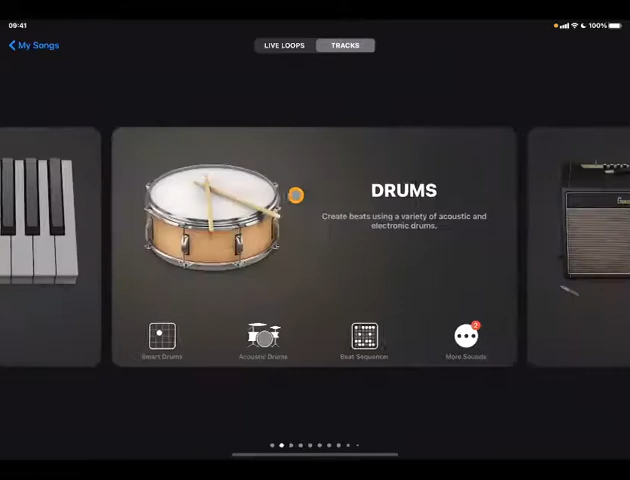 09:41
100%
My Songs
LIVE LOOPS
TRACKS
DRUMS
Create beats using a variety of acoustic and
electronic drums.
2
Smart Drums
Acoustic Drums
Beat Sequencer
More Sounds